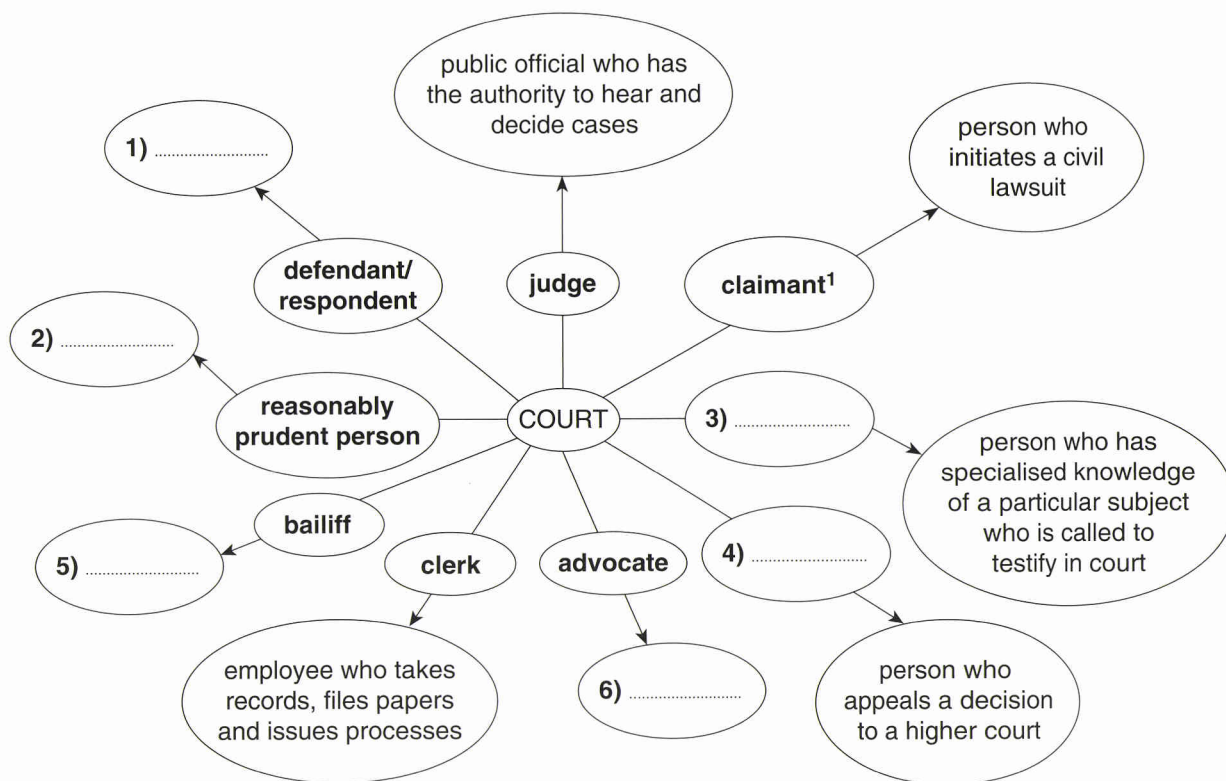 public official who has
the authority to hear and
decide cases
person who
initiates a civil
lawsuit
1) ........................
defendant/
respondent
judge
claimant¹
2) ........................
reasonably
prudent person
COURT
3) ........................
person who has
specialised knowledge
of a particular subject
who is called to
testify in court
bailiff
5) ........................
clerk
advocate
4) ........................
employee who takes
records, files papers
and issues processes
6) ........................
person who
appeals a decision
to a higher court